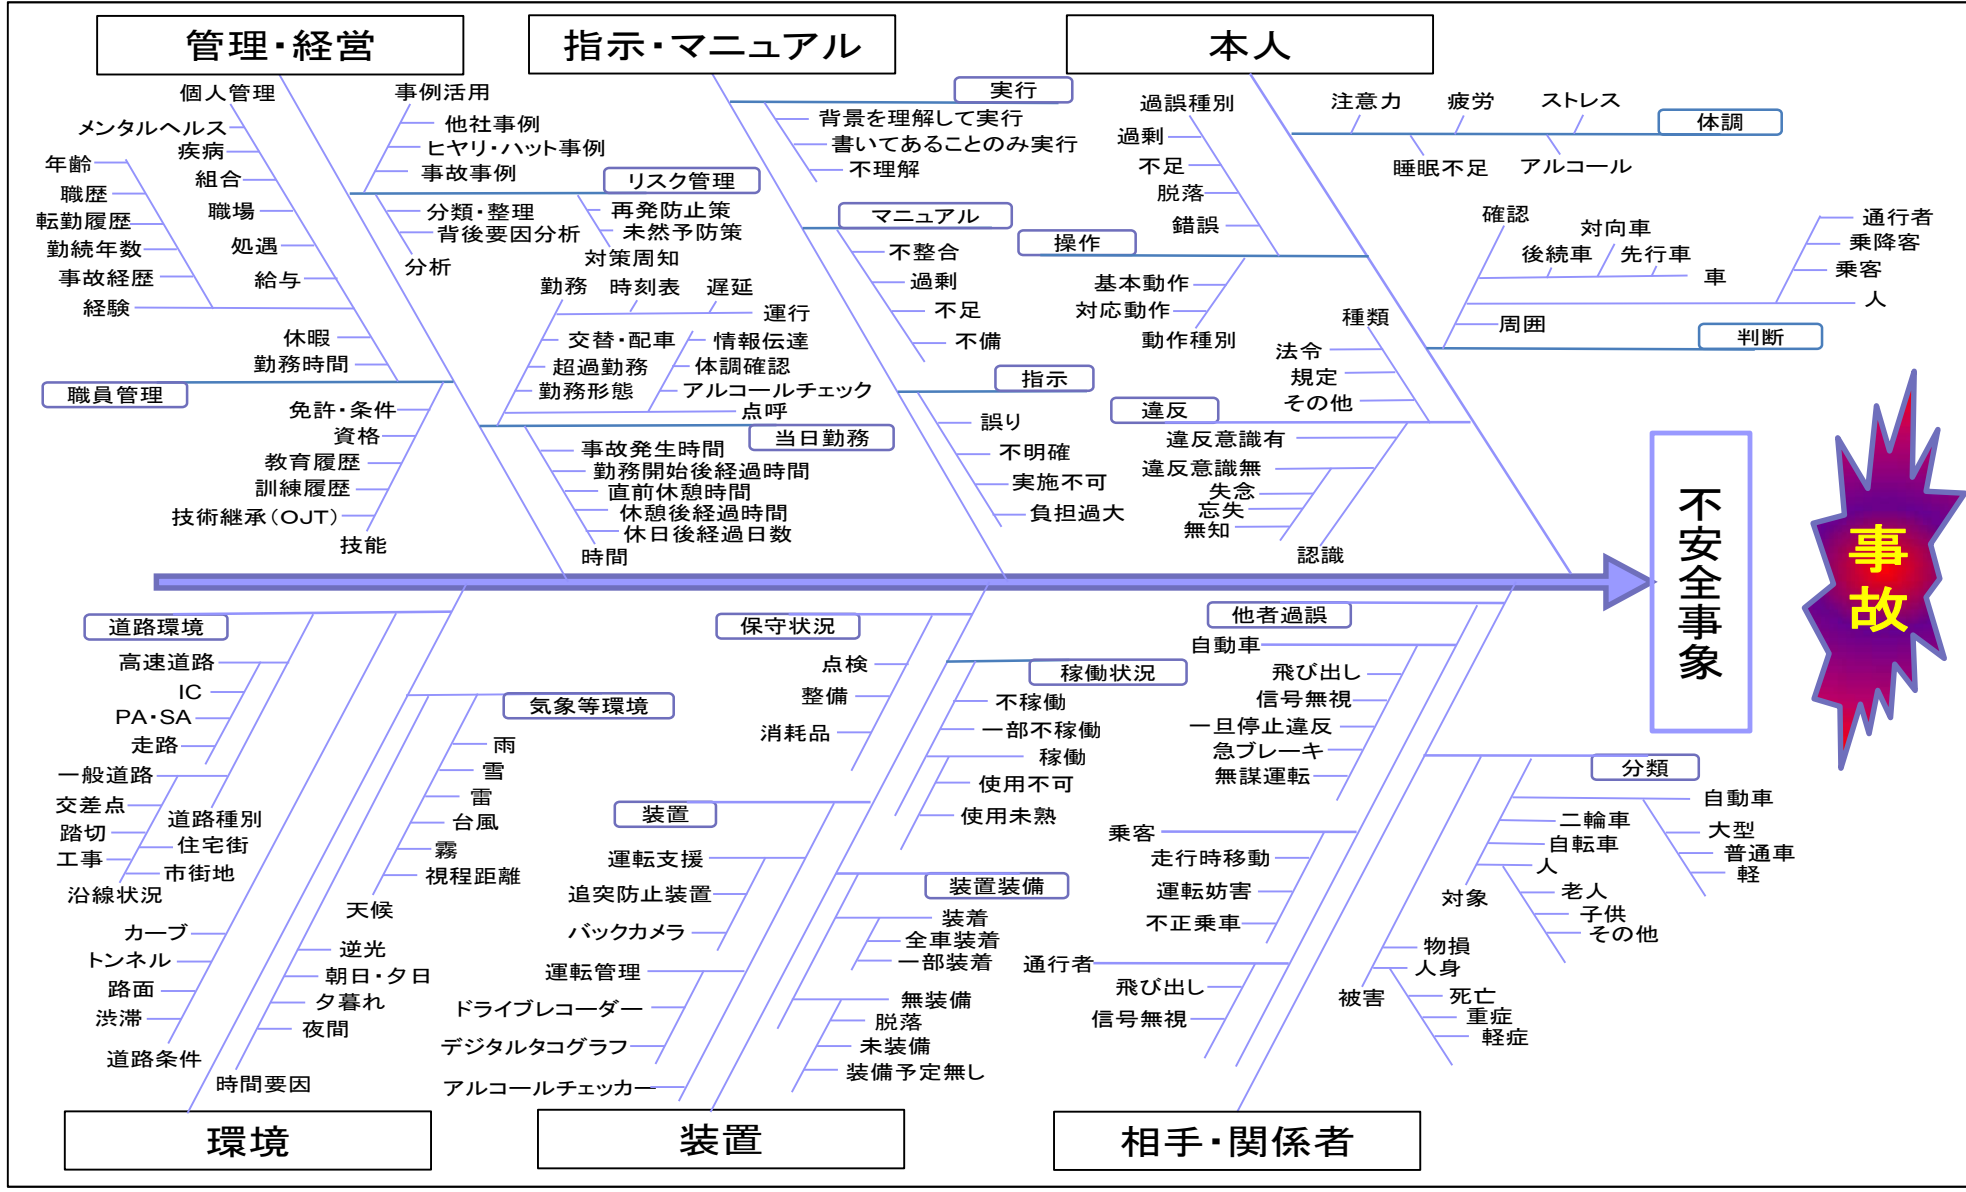 管理・経営
指示・マニュアル
本人
個人管理
メンタルヘルス
疾病
組合
職場
処遇
給与
年齢
職歴
転勤履歴
勤続年数
事故経歴
経験
休暇
勤務時間
職員管理
免許・条件
資格
教育履歴
訓練履歴
技術継承(OJT)
技能
事例活用
他社事例
ヒヤリ・ハット事例
事故事例
リスク管理
分類・整理
背後要因分析
分析
再発防止策
未然予防策
対策周知
勤務
時刻表
遅延
運行
交替・配車
超過勤務
勤務形態
情報伝達
体調確認
アルコールチェック
点呼
当日勤務
事故発生時間
勤務開始後経過時間
直前休憩時間
休憩後経過時間
休日後経過日数
時間
実行
背景を理解して実行
書いてあることのみ実行
不理解
マニュアル
不整合
過剰
不足
不備
指示
誤り
不明確
実施不可
負担過大
過誤種別
過剰
不足
脱落
錯誤
操作
基本動作
対応動作
動作種別
注意力
疲労
ストレス
体調
睡眠不足
アルコール
確認
対向車
後続車
先行車
車
通行者
乗降客
乗客
人
周囲
判断
種類
法令
規定
その他
違反
違反意識有
違反意識無
失念
忘失
無知
認識
不安全事象
事故
道路環境
高速道路
IC
PA・SA
走路
一般道路
交差点
踏切
工事
道路種別
住宅街
市街地
沿線状況
カーブ
トンネル
路面
渋滞
道路条件
気象等環境
雨
雪
雷
台風
霧
視程距離
天候
逆光
朝日・夕日
夕暮れ
夜間
時間要因
環境
保守状況
点検
整備
消耗品
稼働状況
不稼働
一部不稼働
稼働
使用不可
使用未熟
装置
運転支援
追突防止装置
バックカメラ
運転管理
ドライブレコーダー
デジタルタコグラフ
アルコールチェッカー
装置装備
装着
全車装着
一部装着
無装備
脱落
未装備
装備予定無し
装置
他者過誤
自動車
飛び出し
信号無視
一旦停止違反
急ブレーキ
無謀運転
乗客
走行時移動
運転妨害
不正乗車
通行者
飛び出し
信号無視
分類
自動車
大型
普通車
軽
二輪車
自転車
人
老人
子供
その他
対象
物損
人身
死亡
重症
軽症
被害
相手・関係者